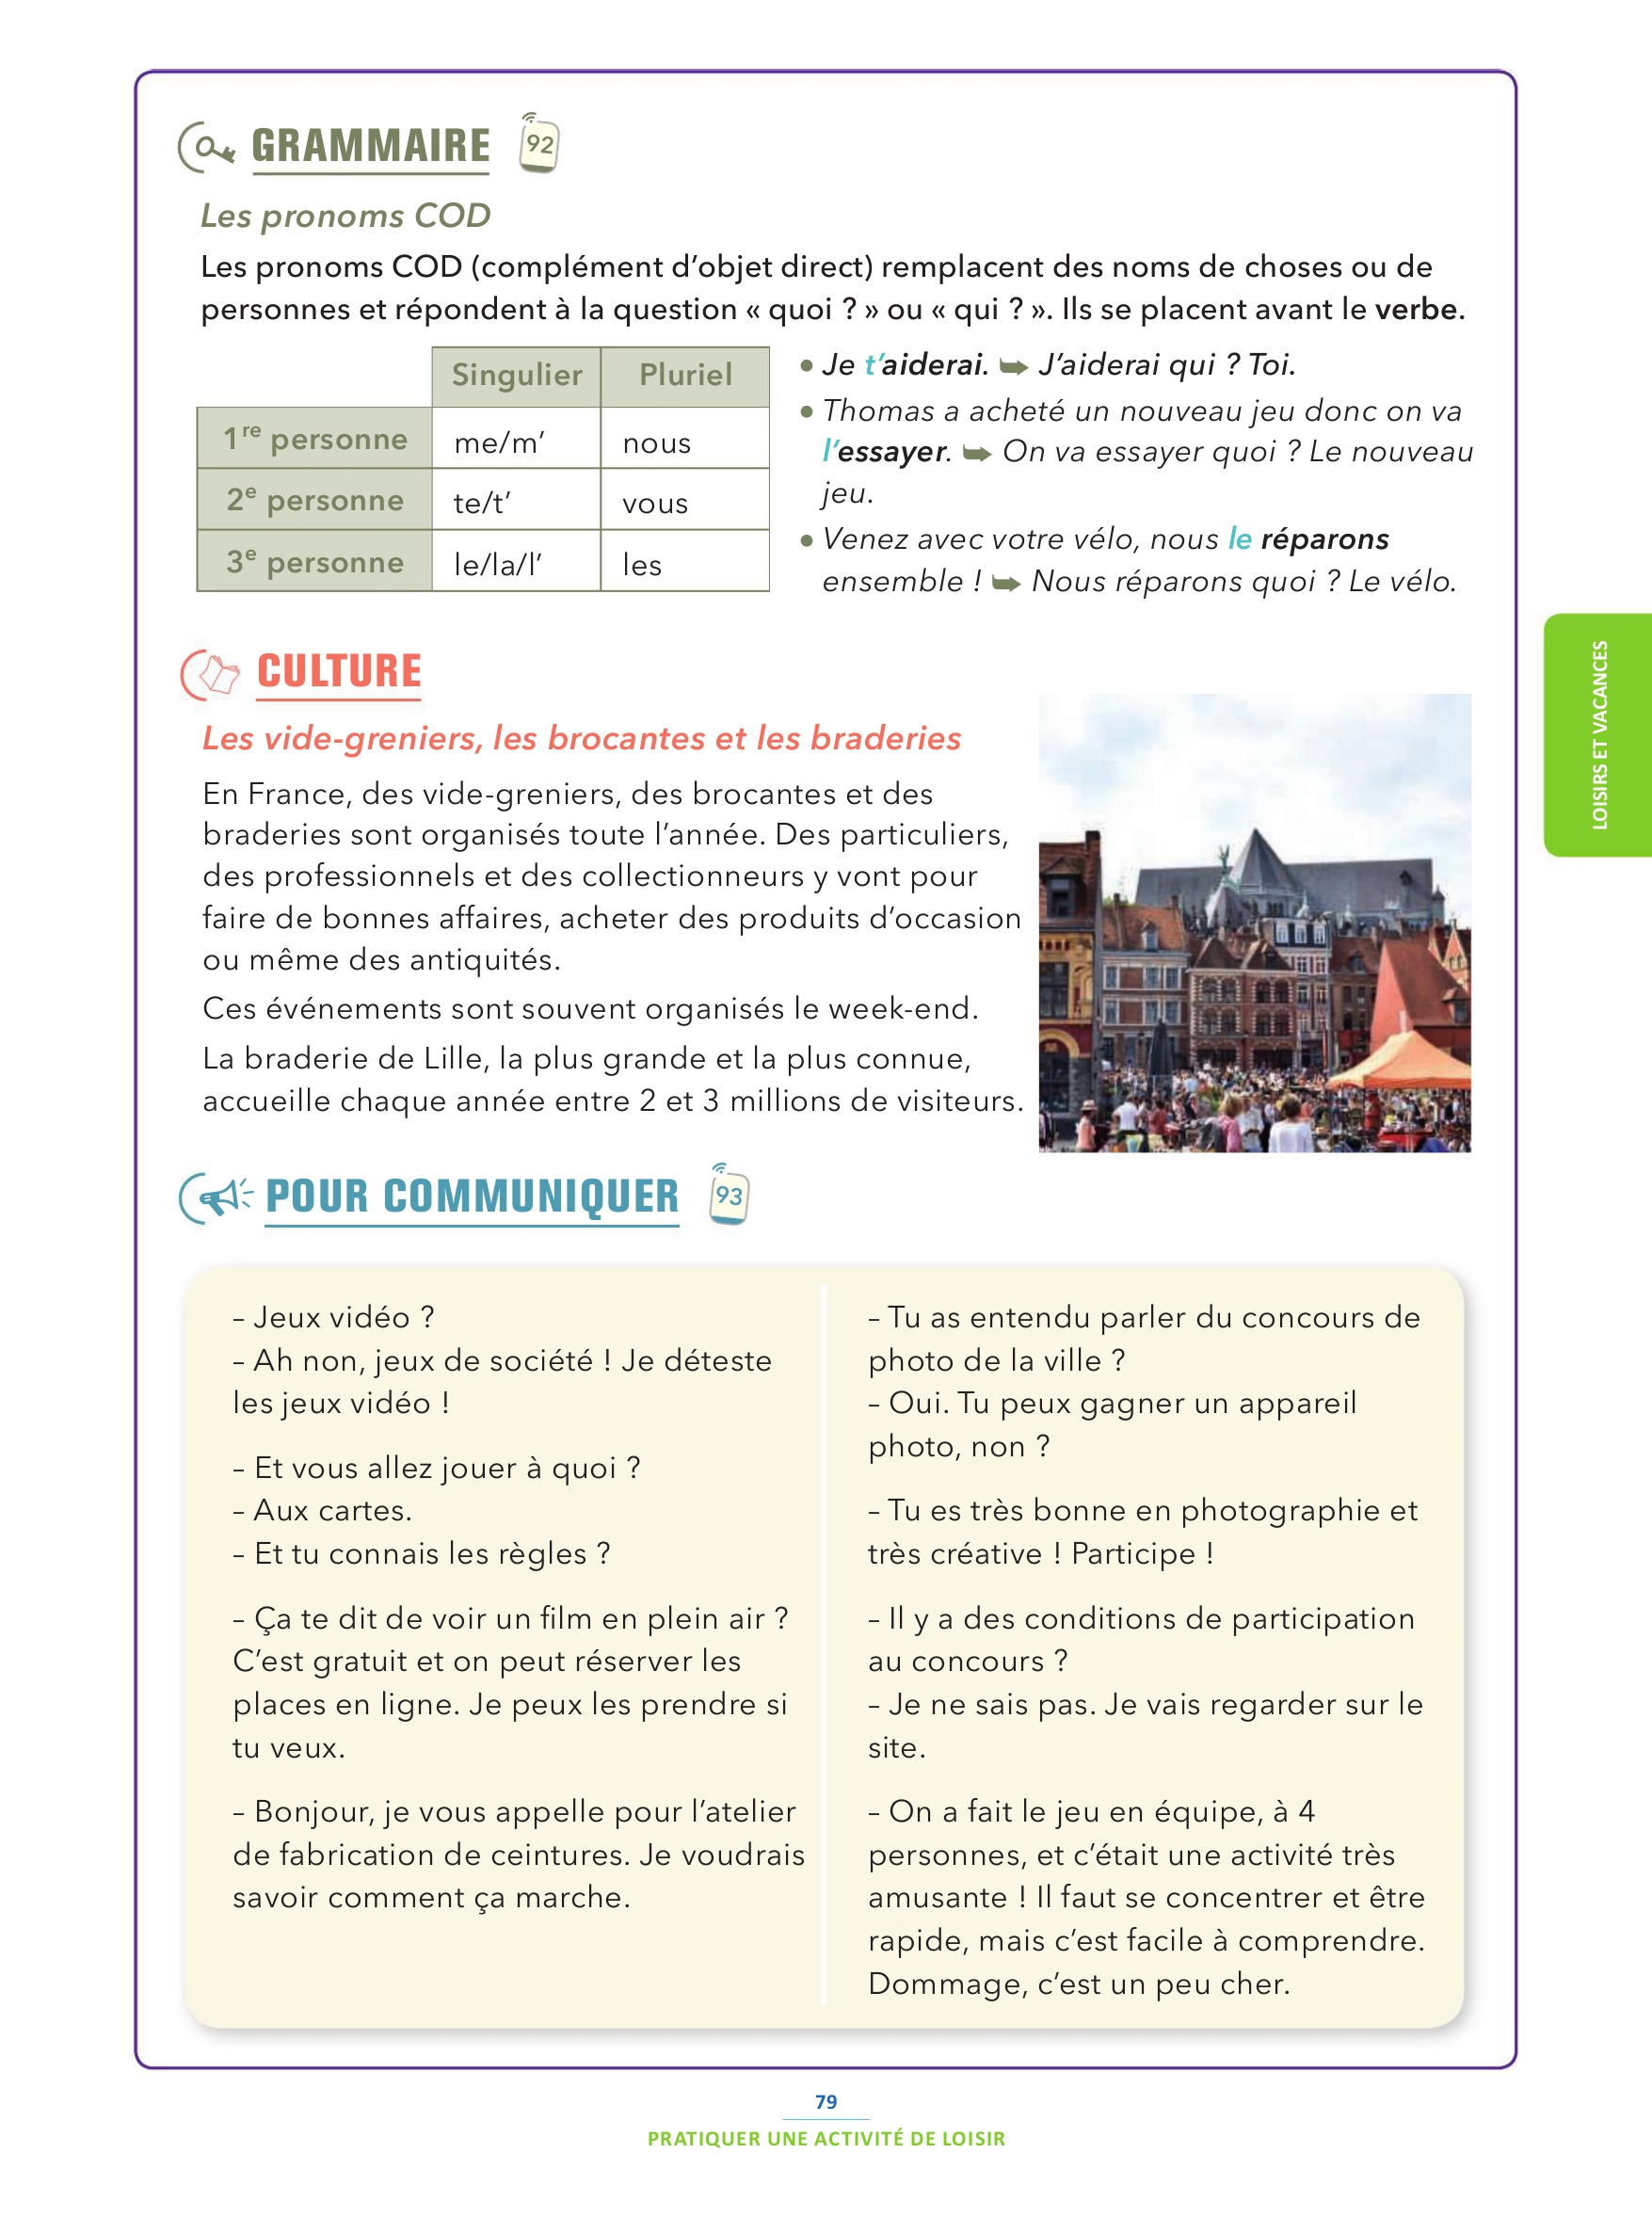 GRAMMAIRE 92
Les pronoms COD
Les pronoms COD (complément d’objet direct) remplacent des noms de choses ou de
personnes et répondent à la question « quoi ? » ou « qui ? ». Ils se placent avant le verbe.
Singulier Pluriel
1re personne me/m’ nous
2e personne te/t’ vous
3e personne le/la/l’ les
• Je t’aiderai. ➥ J’aiderai qui ? Toi.
• Thomas a acheté un nouveau jeu donc on va
l’essayer. ➥ On va essayer quoi ? Le nouveau
jeu.
• Venez avec votre vélo, nous le réparons
ensemble ! ➥ Nous réparons quoi ? Le vélo.
CULTURE
Les vide-greniers, les brocantes et les braderies
En France, des vide-greniers, des brocantes et des
braderies sont organisés toute l’année. Des particuliers,
des professionnels et des collectionneurs y vont pour
faire de bonnes affaires, acheter des produits d’occasion
ou même des antiquités.
Ces événements sont souvent organisés le week-end.
La braderie de Lille, la plus grande et la plus connue,
accueille chaque année entre 2 et 3 millions de visiteurs.
LOISIRS ET VACANCES
POUR COMMUNIQUER 93
– Jeux vidéo ?
– Ah non, jeux de société ! Je déteste
les jeux vidéo !
– Et vous allez jouer à quoi ?
– Aux cartes.
– Et tu connais les règles ?
– Ça te dit de voir un film en plein air ?
C’est gratuit et on peut réserver les
places en ligne. Je peux les prendre si
tu veux.
– Bonjour, je vous appelle pour l’atelier
de fabrication de ceintures. Je voudrais
savoir comment ça marche.
– Tu as entendu parler du concours de
photo de la ville ?
– Oui. Tu peux gagner un appareil
photo, non ?
– Tu es très bonne en photographie et
très créative ! Participe !
– Il y a des conditions de participation
au concours ?
– Je ne sais pas. Je vais regarder sur le
site.
– On a fait le jeu en équipe, à 4
personnes, et c’était une activité très
amusante ! Il faut se concentrer et être
rapide, mais c’est facile à comprendre.
Dommage, c’est un peu cher.
79
PRATIQUER UNE ACTIVITÉ DE LOISIR